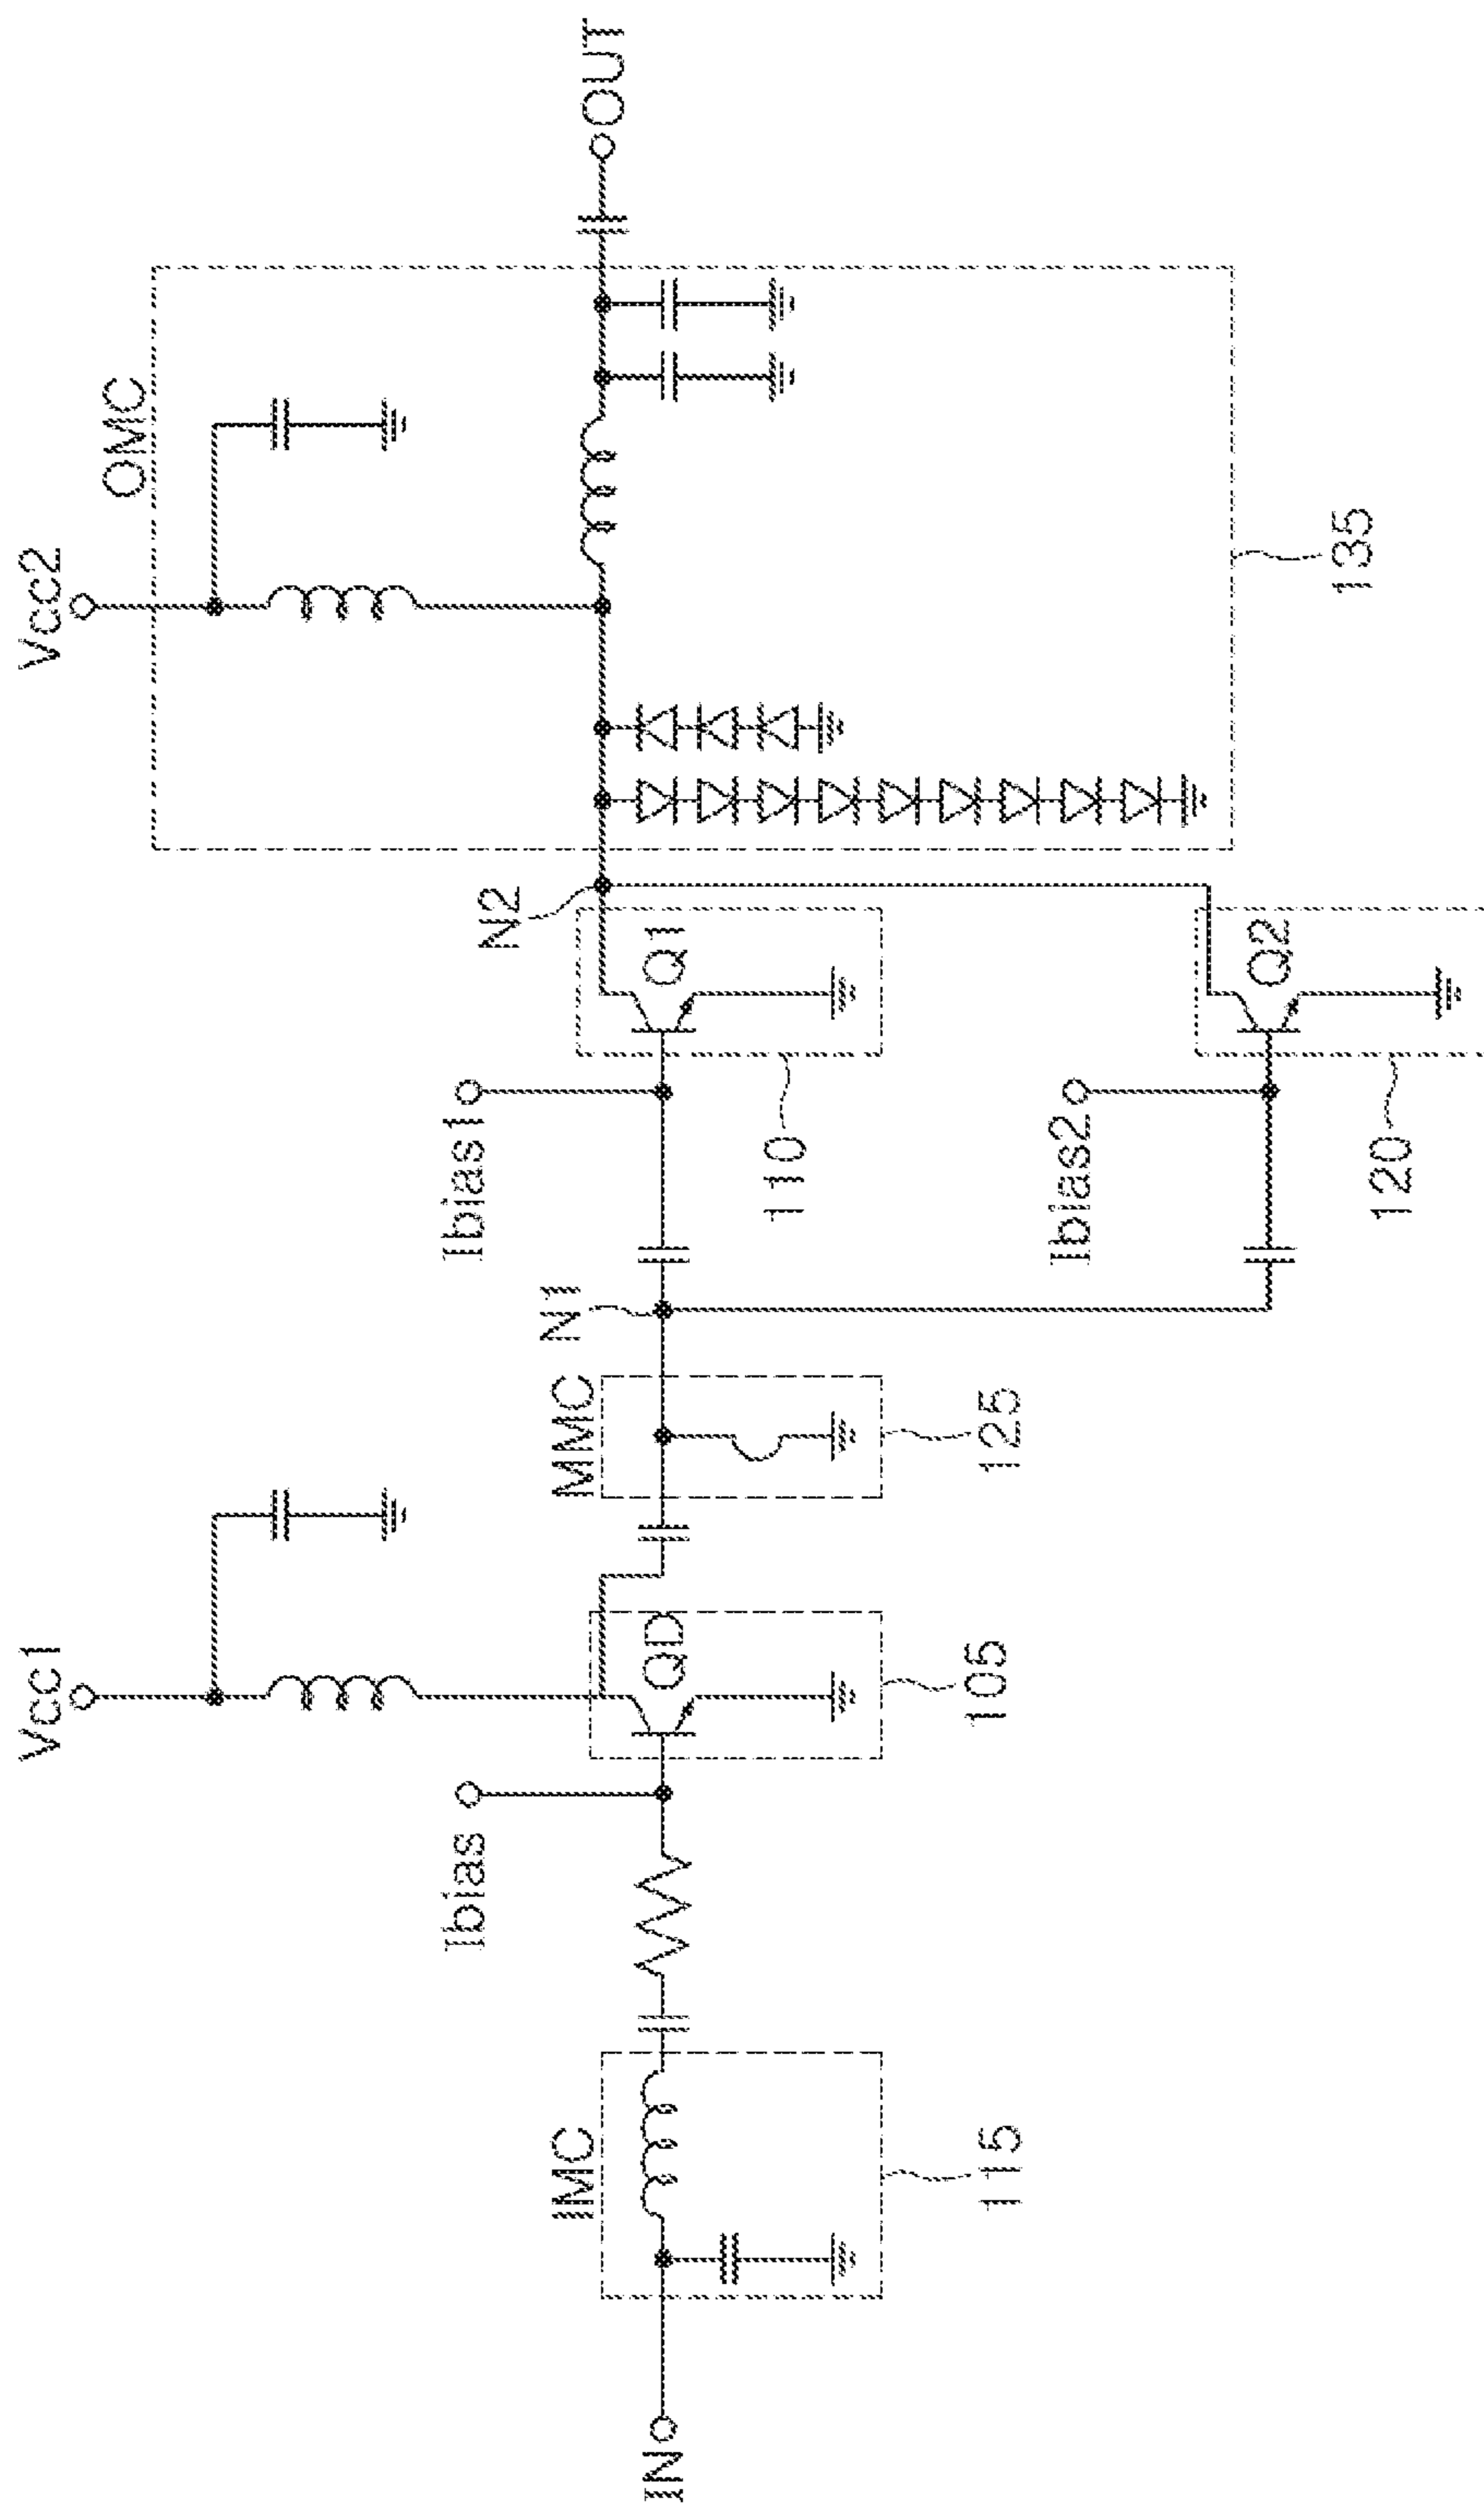 Vcc1
Vcc2
OMC
Ibias
Ibias1
N2
IMC
MMC
N1
IN
QD
Q1
OUT
115
105
125
110
Ibias2
Q2
135
120